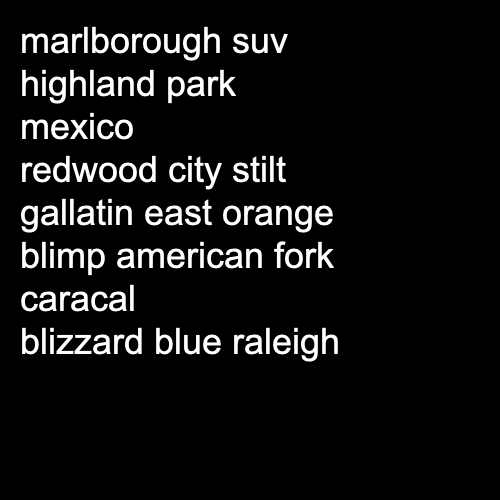 marlborough suv
highland park
mexico
redwood city stilt
gallatin east orange
blimp american fork
caracal
blizzard blue raleigh